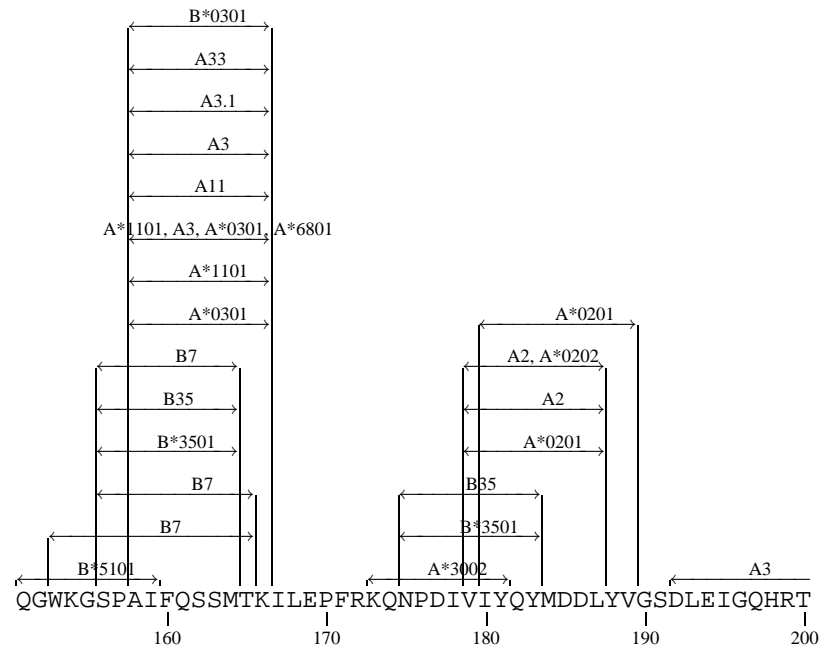 B*0301
A33
A3.1
A3
A11
A*1101, A3, A*0301, A*6801
A*1101
A*0301 A*0201
B7 A2, A*0202
B35 A2
B*3501 A*0201
B7 B35
B7 B*3501
B*5101 A*3002 A3
QGWKGSPAIFQSSMTKILEPFRKQNPDIVIYQYMDDLYVGSDLEIGQHRT
160 170 180 190 200